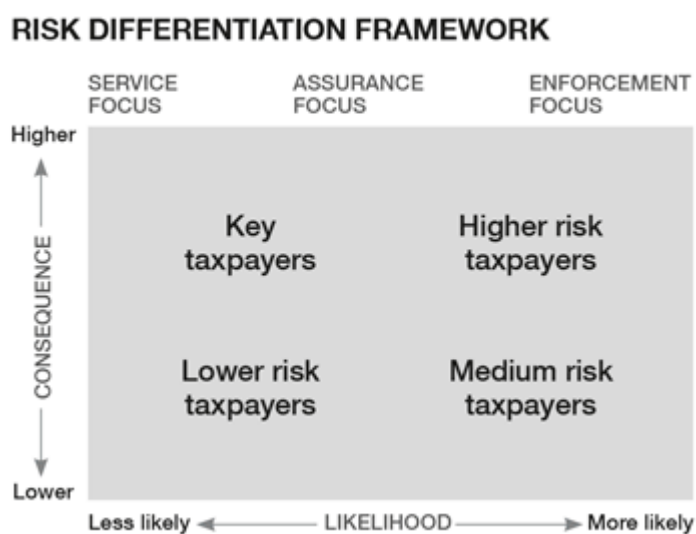 RISK DIFFERENTIATION FRAMEWORK
SERVICE FOCUS
ASSURANCE FOCUS
ENFORCEMENT FOCUS
Higher
CONSEQUENCE
Lower
Key
taxpayers
Higher risk
taxpayers
Lower risk
taxpayers
Medium risk
taxpayers
Less likely
LIKELIHOOD
More likely